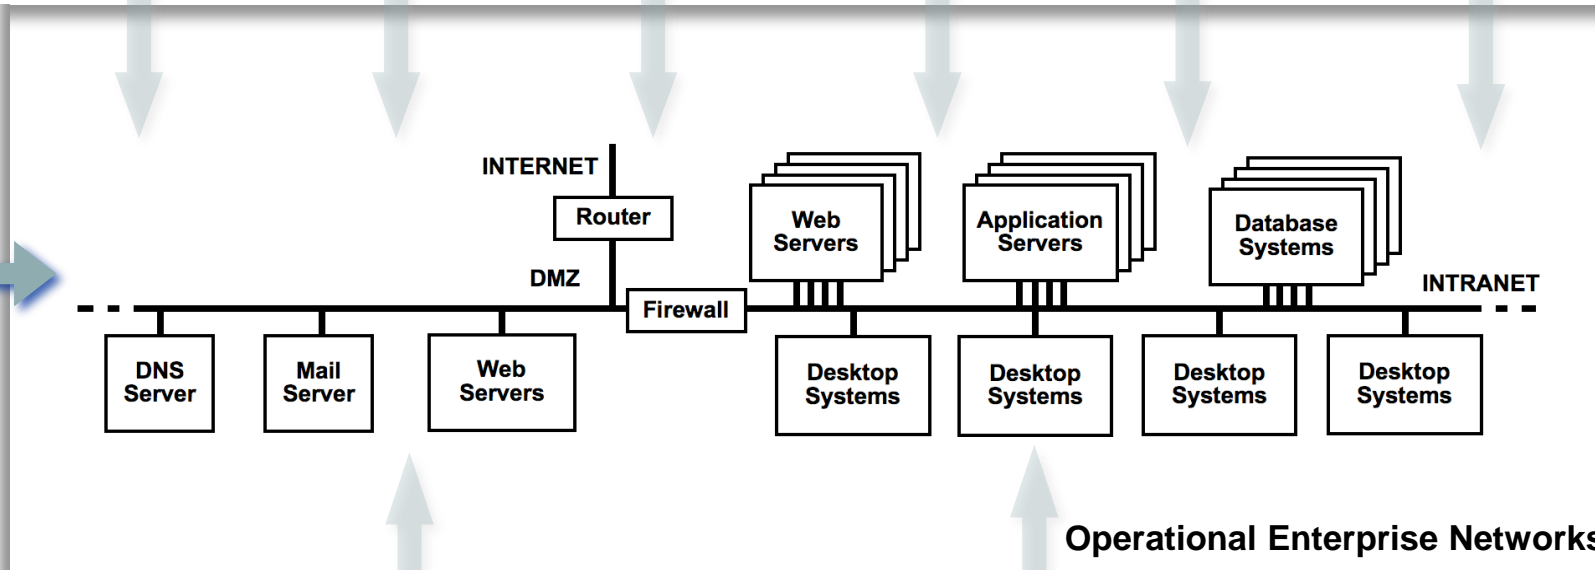 INTERNET
Router
DMZ
Firewall
Web
Servers
Application
Servers
Database
Systems
INTRANET
DNS
Server
Mail
Server
Web
Servers
Desktop
Systems
Desktop
Systems
Desktop
Systems
Desktop
Systems
Operational Enterprise Networks